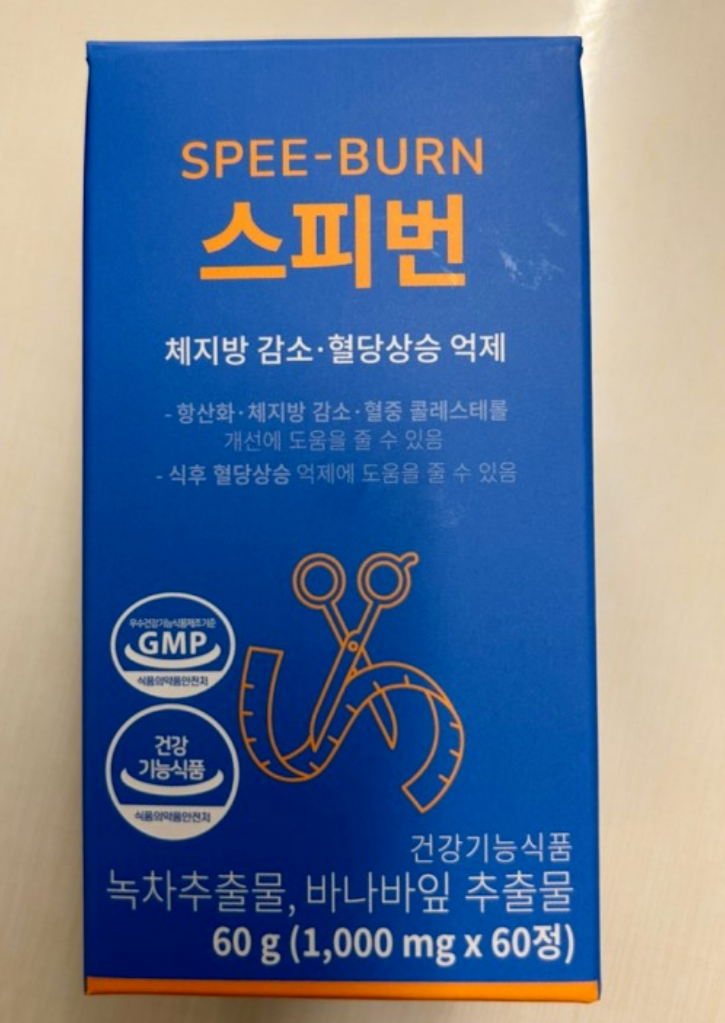 SPEE-BURN
스피번
체지방 감소·혈당상승 억제
- 항산화·체지방 감소·혈중 콜레스테롤
개선에 도움을 줄 수 있음
- 식후 혈당상승 억제에 도움을 줄 수 있음
우수건강기능식품제조기준
GMP
식품의약품안전처
건강
기능식품
식품의약품안전처
건강기능식품
녹차추출물, 바나바잎 추출물
60 g (1,000 mg x 60정)